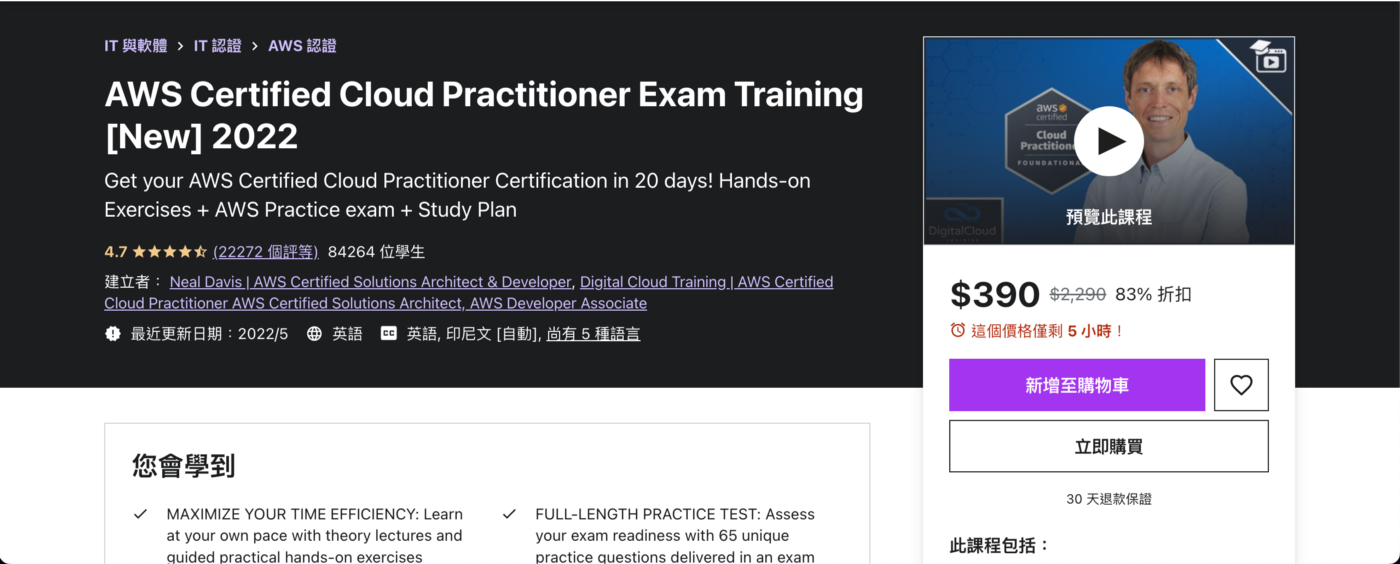 IT 與軟體 > IT 認證 > AWS 認證
AWS Certified Cloud Practitioner Exam Training
[New] 2022
Get your AWS Certified Cloud Practitioner Certification in 20 days! Hands-on
Exercises + AWS Practice exam + Study Plan
4.7 (22272 個評等) 84264 位學生
建立者： Neal Davis | AWS Certified Solutions Architect & Developer, Digital Cloud Training | AWS Certified
Cloud Practitioner AWS Certified Solutions Architect, AWS Developer Associate
最近更新日期：2022/5 英語 CC 英語, 印尼文 [自動], 尚有 5 種語言
您會學到
MAXIMIZE YOUR TIME EFFICIENCY: Learn
at your own pace with theory lectures and
guided practical hands-on exercises
FULL-LENGTH PRACTICE TEST: Assess
your exam readiness with 65 unique
practice questions delivered in an exam
aws
certified
Cloud
Practitione
FOUNDATIONA
DigitalCloud
預覽此課程
$390 $2,290 83% 折扣
這個價格僅剩 5 小時！
新增至購物車
立即購買
30 天退款保證
此課程包括：